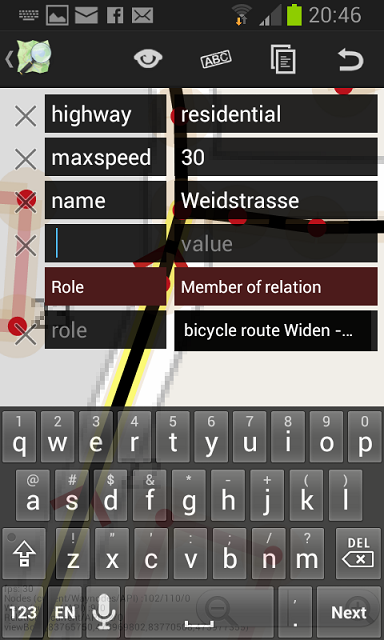 20:46
ABC
highway residential
maxspeed 30
name Weidstrasse
value
Role Member of relation
role bicycle route Widen -...
1 2 3 4 5 6 7 8 9 0
q w e r t y u i o p
@ # $ & * - + ( )
a s d f g h j k l
! " ' : ; / ?
z x c v b n m DEL
123 EN , . Next